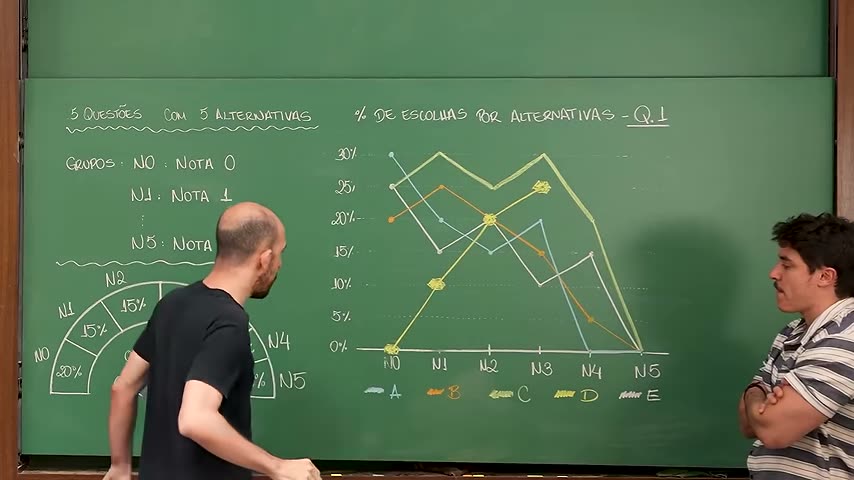 5 QUESTÕES COM 5 ALTERNATIVAS
GRUPOS: N0: NOTA 0
N1: NOTA 1
⋮
N5: NOTA
N0
N1
N2
N4
N5
20%
15%
15%
%
% DE ESCOLHAS POR ALTERNATIVAS - Q.1
30%
25%
20%
15%
10%
5%
0%
N0 N1 N2 N3 N4 N5
A B C D E